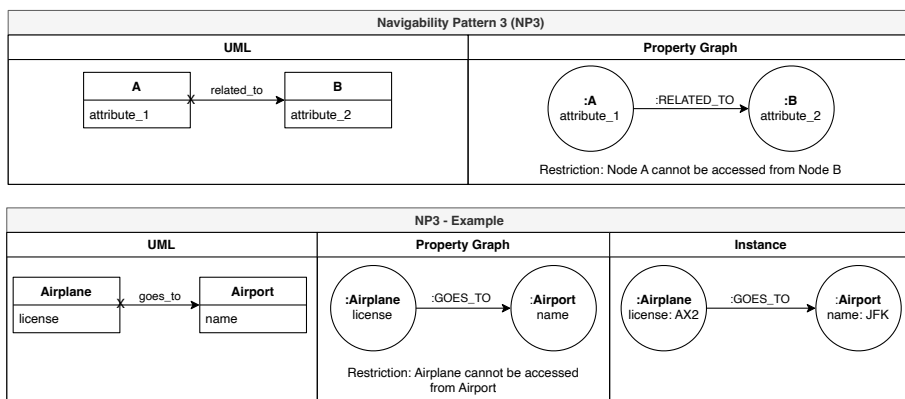 Navigability Pattern 3 (NP3)
UML
Property Graph
A
attribute_1
X
related_to
B
attribute_2
:A
attribute_1
:RELATED_TO
:B
attribute_2
Restriction: Node A cannot be accessed from Node B
NP3 - Example
UML
Property Graph
Instance
Airplane
license
X
goes_to
Airport
name
:Airplane
license
:GOES_TO
:Airport
name
Restriction: Airplane cannot be accessed
from Airport
:Airplane
license: AX2
:GOES_TO
:Airport
name: JFK